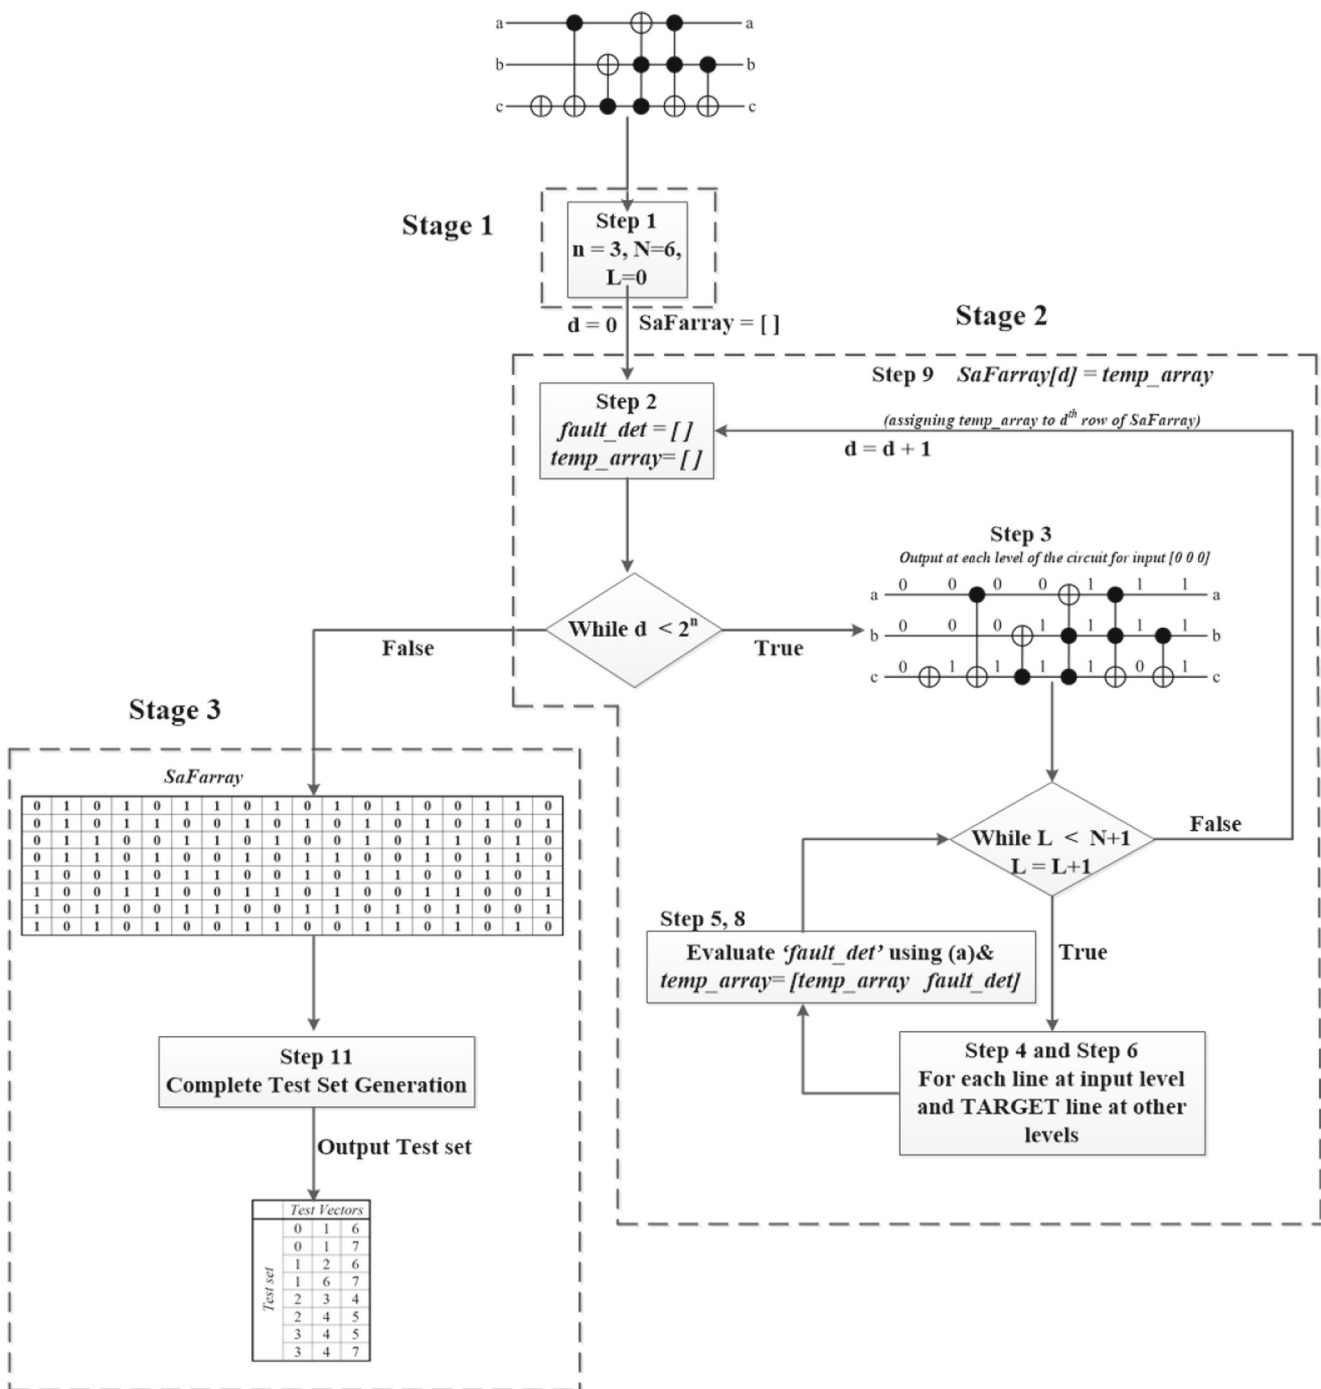 a
a
b
b
c
c
Stage 1
Step 1
n = 3, N=6,
L=0
d = 0 SaFarray = [ ]
Stage 2
Step 9 SaFarray[d] = temp_array
(assigning temp_array to dth row of SaFarray)
d = d + 1
Step 2
fault_det = [ ]
temp_array= [ ]
Step 3
Output at each level of the circuit for input [0 0 0]
a 0 0 0 0 1 1 1 a
b 0 0 0 1 1 1 1 b
c 0 1 1 1 1 0 1 c
While d < 2n
False
True
While L < N+1
L = L+1
False
True
Step 5, 8
Evaluate ‘fault_det’ using (a)&
temp_array= [temp_array fault_det]
Step 4 and Step 6
For each line at input level
and TARGET line at other
levels
Stage 3
SaFarray
0 1 0 1 0 1 1 0 1 0 1 0 1 0 0 1 1 0
0 1 0 1 1 0 0 1 0 1 0 1 0 1 0 1 0 1
0 1 1 0 0 1 1 0 1 0 0 1 0 1 1 0 1 0
0 1 1 0 1 0 0 1 0 1 1 0 0 1 0 1 1 0
1 0 0 1 0 1 1 0 0 1 0 1 1 0 0 1 0 1
1 0 0 1 1 0 0 1 1 0 1 0 0 1 1 0 0 1
1 0 1 0 0 1 1 0 0 1 1 0 1 0 1 0 0 1
1 0 1 0 1 0 0 1 1 0 0 1 1 0 1 0 1 0
Step 11
Complete Test Set Generation
Output Test set
Test Vectors
Test set
0 1 6
0 1 7
1 2 6
1 6 7
2 3 4
2 4 5
3 4 5
3 4 7